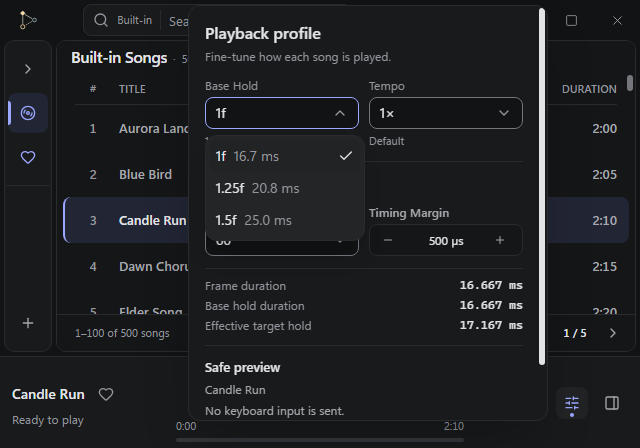 Built-in
Sea
Built-in Songs · 5
# TITLE DURATION
1 Aurora Lan 2:00
2 Blue Bird 2:05
3 Candle Run 2:10
4 Dawn Choru 2:15
5 Elder Song 2:20
1–100 of 500 songs
1 / 5
Playback profile
Fine-tune how each song is played.
Base Hold
Tempo
1f
1×
Default
1f 16.7 ms
1.25f 20.8 ms
1.5f 25.0 ms
Timing Margin
500 µs
Frame duration 16.667 ms
Base hold duration 16.667 ms
Effective target hold 17.167 ms
Safe preview
Candle Run
No keyboard input is sent.
Candle Run
Ready to play
0:00
2:10